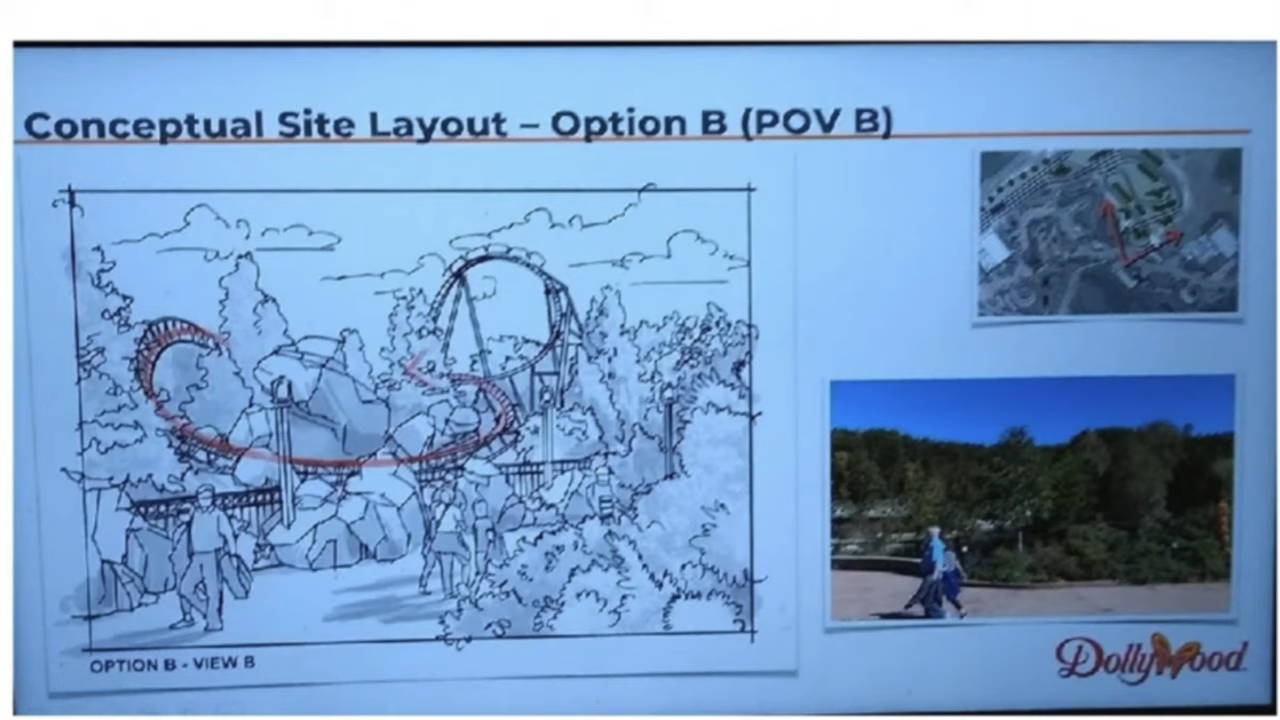 Conceptual Site Layout – Option B (POV B)
OPTION B - VIEW B
Dollywood